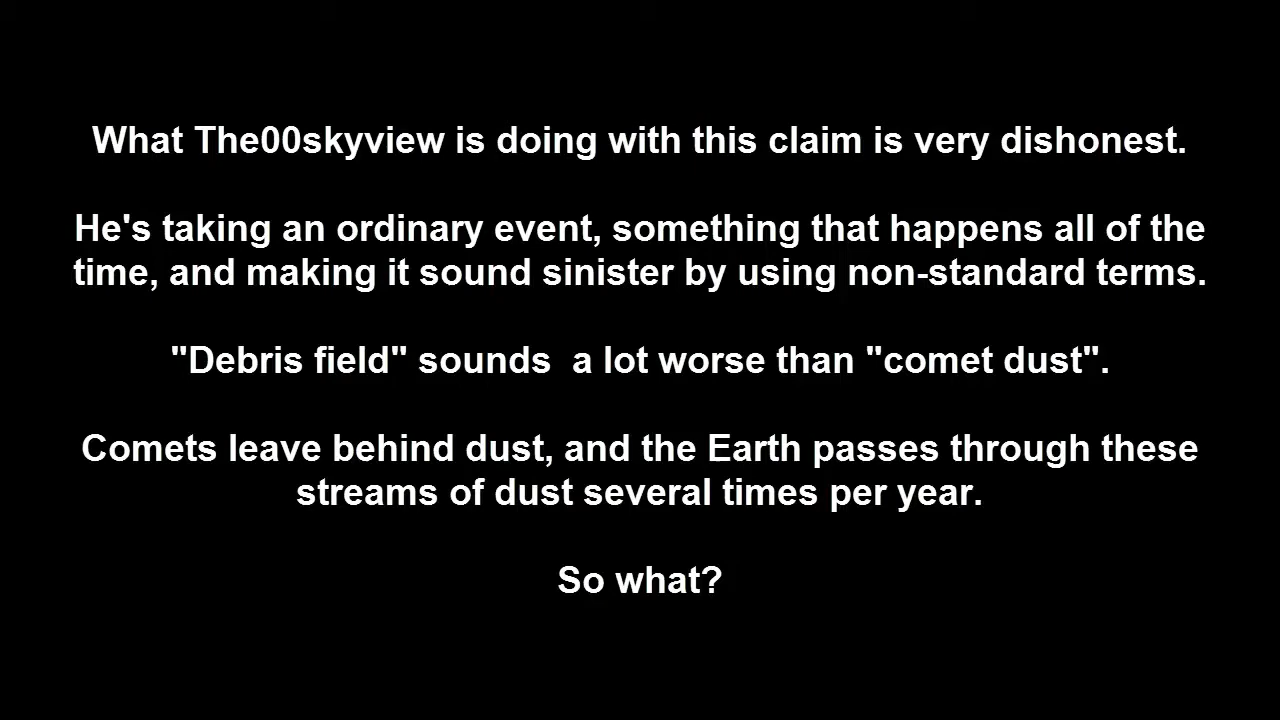 What The00skyview is doing with this claim is very dishonest.
He's taking an ordinary event, something that happens all of the
time, and making it sound sinister by using non-standard terms.
"Debris field" sounds  a lot worse than "comet dust".
Comets leave behind dust, and the Earth passes through these
streams of dust several times per year.
So what?